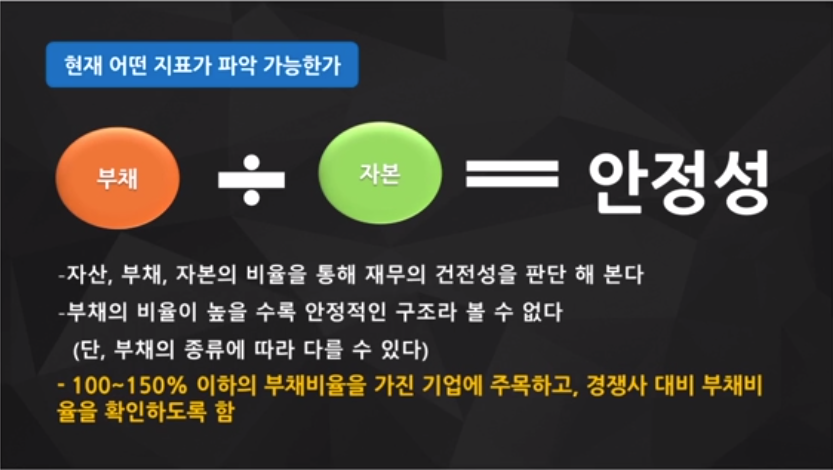 현재 어떤 지표가 파악 가능한가
부채 ÷ 자본 = 안정성
-자산, 부채, 자본의 비율을 통해 재무의 건전성을 판단 해 본다
-부채의 비율이 높을 수록 안정적인 구조라 볼 수 없다
(단, 부채의 종류에 따라 다를 수 있다)
- 100~150% 이하의 부채비율을 가진 기업에 주목하고, 경쟁사 대비 부채비
율을 확인하도록 함